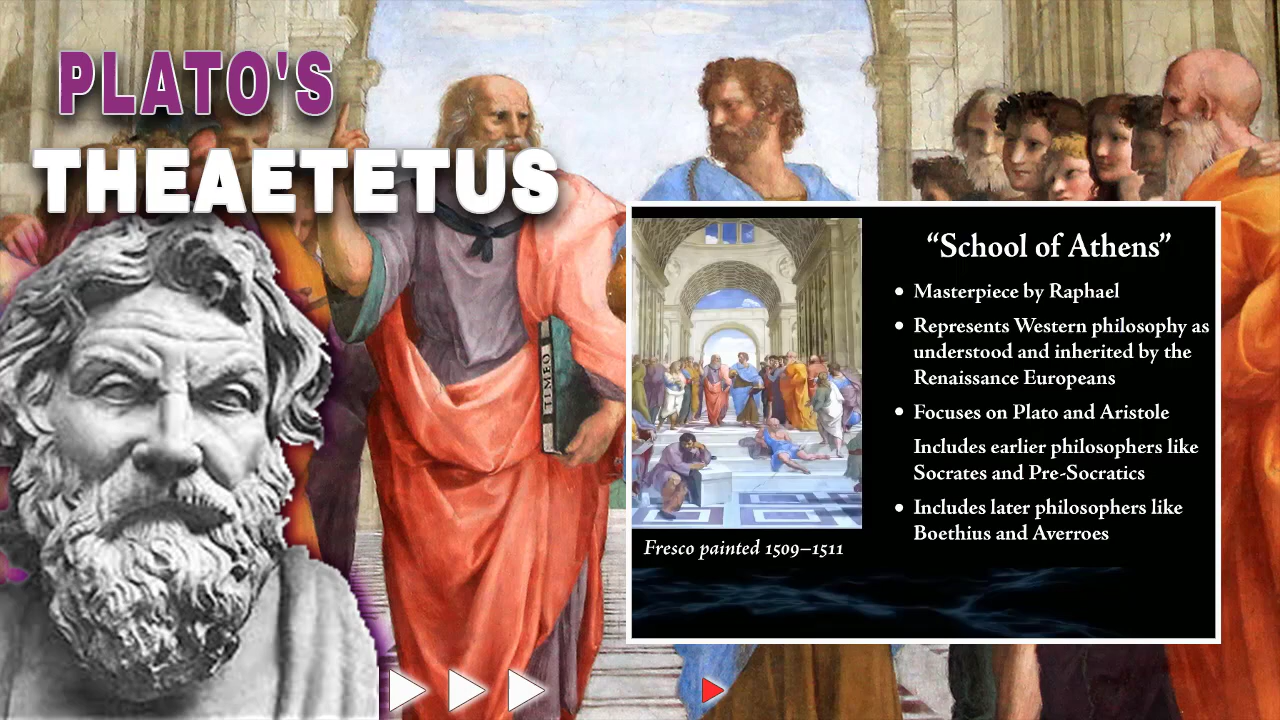 PLATO'S
THEAETETUS
TIMEO
“School of Athens”
• Masterpiece by Raphael
• Represents Western philosophy as
understood and inherited by the
Renaissance Europeans
• Focuses on Plato and Aristole
Includes earlier philosophers like
Socrates and Pre-Socratics
• Includes later philosophers like
Boethius and Averroes
Fresco painted 1509–1511